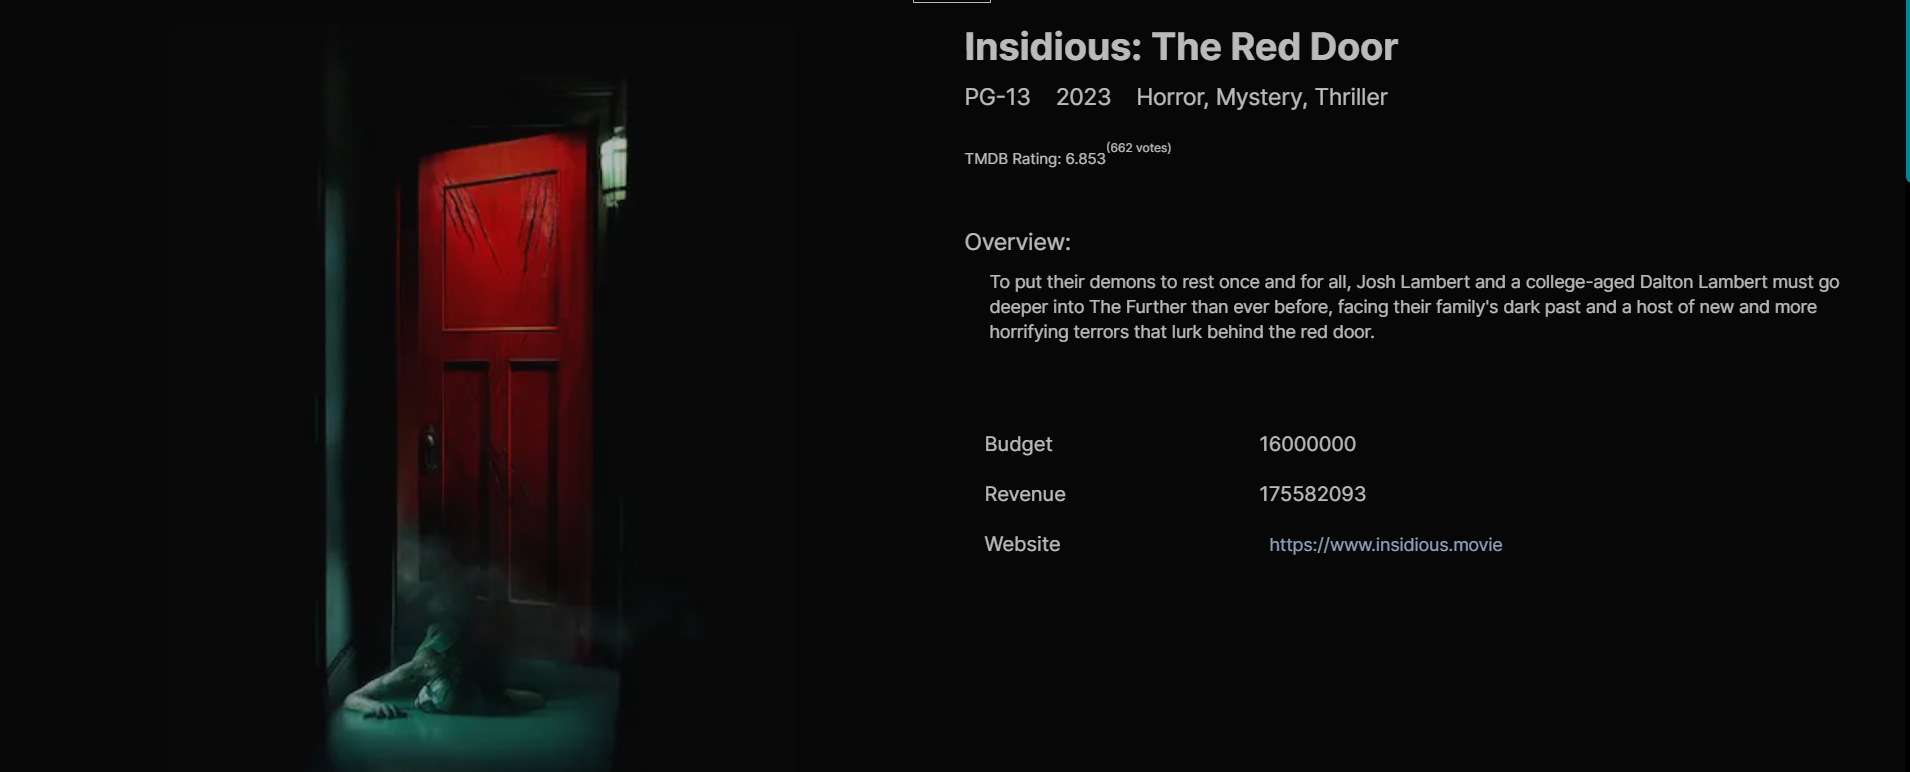 Insidious: The Red Door
PG-13 2023 Horror, Mystery, Thriller
TMDB Rating: 6.853(662 votes)
Overview:
To put their demons to rest once and for all, Josh Lambert and a college-aged Dalton Lambert must go
deeper into The Further than ever before, facing their family's dark past and a host of new and more
horrifying terrors that lurk behind the red door.
Budget 16000000
Revenue 175582093
Website https://www.insidious.movie